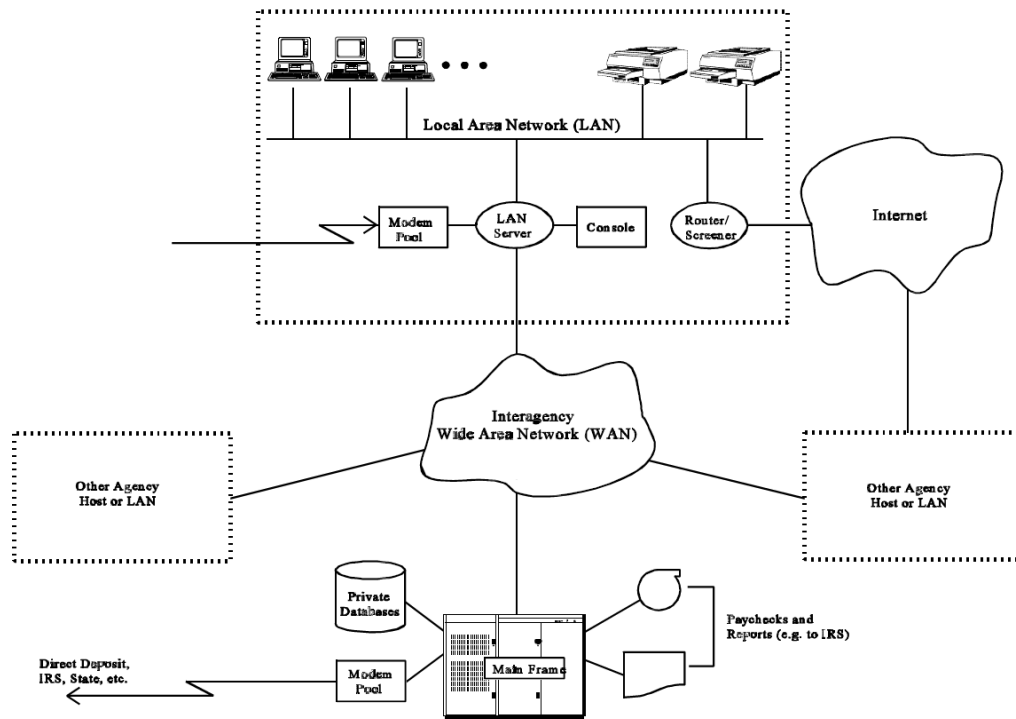 Local Area Network (LAN)
Modem
Pool
LAN
Server
Console
Router/
Screener
Internet
Interagency
Wide Area Network (WAN)
Other Agency
Host or LAN
Other Agency
Host or LAN
Private
Databases
Paychecks and
Reports (e.g. to IRS)
Main Frame
Direct Deposit,
IRS, State, etc.
Modem
Pool